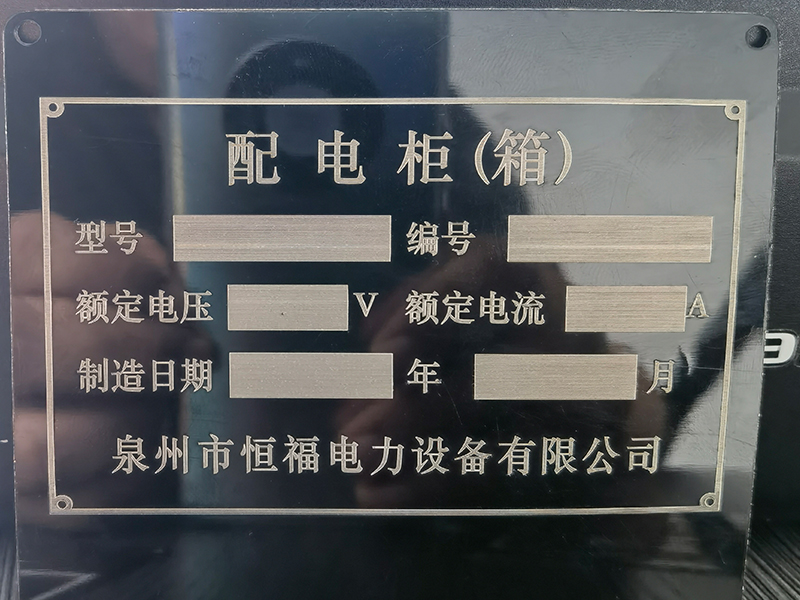 配电柜(箱)
型号 编号
额定电压 V 额定电流 A
制造日期 年 月
泉州市恒福电力设备有限公司